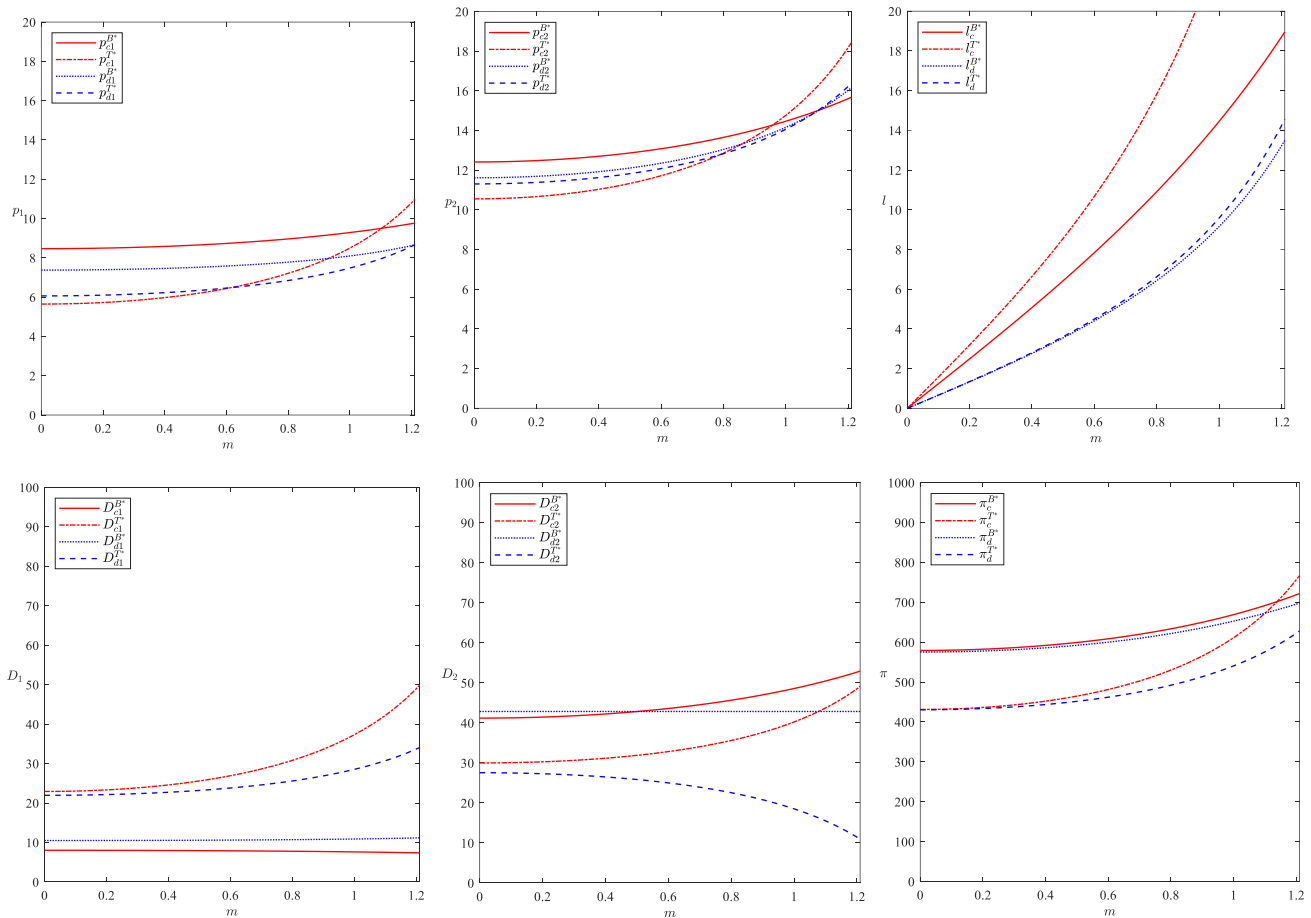 20
18
16
14
12
10
8
6
4
2
0
p_1
p_{c1}^{B*}
p_{c1}^{T*}
p_{d1}^{B*}
p_{d1}^{T*}
0 0.2 0.4 0.6 0.8 1 1.2
m
20
18
16
14
12
10
8
6
4
2
0
p_2
p_{c2}^{B*}
p_{c2}^{T*}
p_{d2}^{B*}
p_{d2}^{T*}
0 0.2 0.4 0.6 0.8 1 1.2
m
20
18
16
14
12
10
8
6
4
2
0
l
l_c^{B*}
l_c^{T*}
l_d^{B*}
l_d^{T*}
0 0.2 0.4 0.6 0.8 1 1.2
m
100
90
80
70
60
50
40
30
20
10
0
D_1
D_{c1}^{B*}
D_{c1}^{T*}
D_{d1}^{B*}
D_{d1}^{T*}
0 0.2 0.4 0.6 0.8 1 1.2
m
100
90
80
70
60
50
40
30
20
10
0
D_2
D_{c2}^{B*}
D_{c2}^{T*}
D_{d2}^{B*}
D_{d2}^{T*}
0 0.2 0.4 0.6 0.8 1 1.2
m
1000
900
800
700
600
500
400
300
200
100
0
π
π_c^{B*}
π_c^{T*}
π_d^{B*}
π_d^{T*}
0 0.2 0.4 0.6 0.8 1 1.2
m